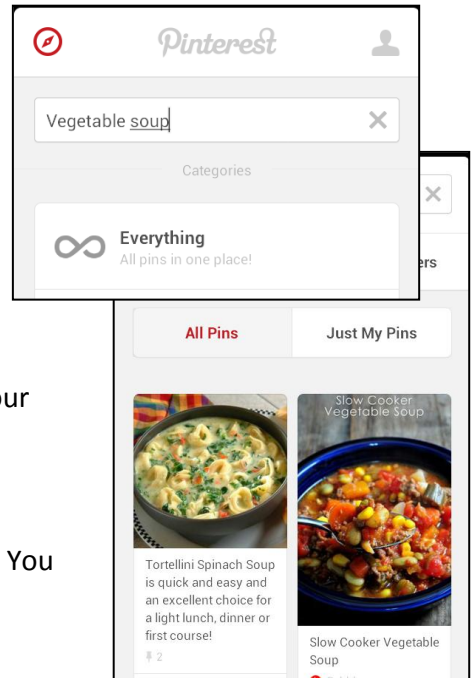 Pinterest
Vegetable soup
Categories
Everything
All pins in one place!
ers
All Pins
Just My Pins
our
You
Slow Cooker
Vegetable Soup
Tortellini Spinach Soup
is quick and easy and
an excellent choice for
a light lunch, dinner or
first course!
2
Slow Cooker Vegetable
Soup